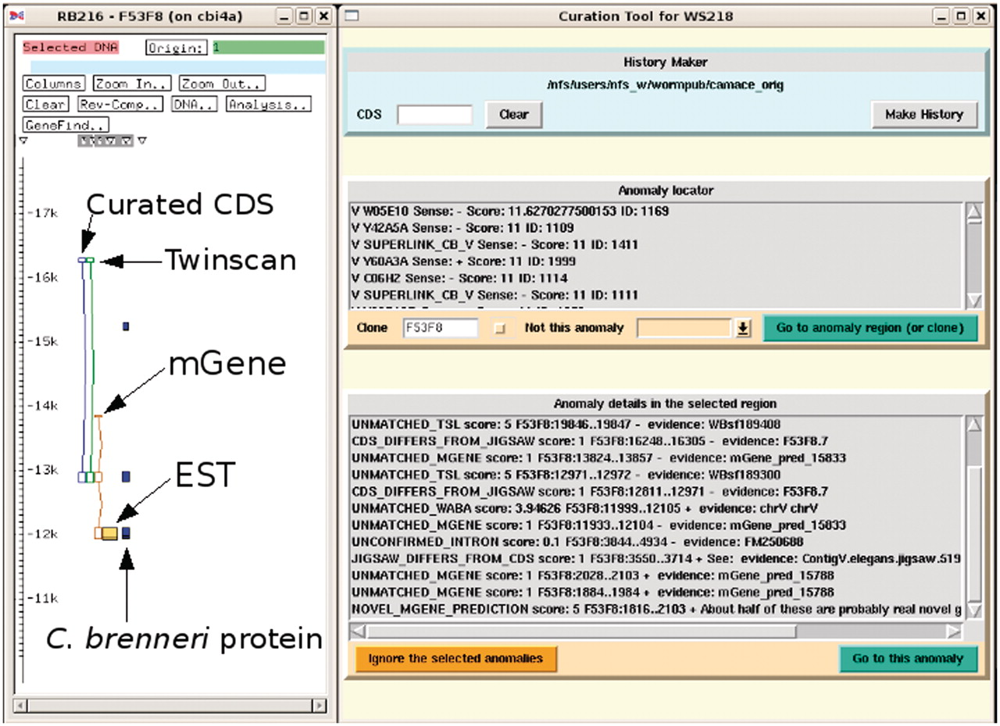 RB216 - F53F8 (on cbi4a)
Selected DNA Origin: 1
Columns Zoom In.. Zoom Out..
Clear Rev-Comp.. DNA.. Analysis..
GeneFind..
-17k
-16k
-15k
-14k
-13k
-12k
-11k
Curated CDS
Twinscan
mGene
EST
C. brenneri protein
Curation Tool for WS218
History Maker
/nfs/users/nfs_w/wormpub/camace_orig
CDS Clear Make History
Anomaly locator
V W05E10 Sense: - Score: 11.6270277500153 ID: 1169
V Y42A5A Sense: - Score: 11 ID: 1109
V SUPERLINK_CB_V Sense: - Score: 11 ID: 1411
V Y60A3A Sense: + Score: 11 ID: 1999
V C06H2 Sense: - Score: 11 ID: 1114
V SUPERLINK_CB_V Sense: - Score: 11 ID: 1111
Clone F53F8 Not this anomaly Go to anomaly region (or clone)
Anomaly details in the selected region
UNMATCHED_TSL score: 5 F53F8:19846..19847 - evidence: WBsf189408
CDS_DIFFERS_FROM_JIGSAW score: 1 F53F8:16248..16305 - evidence: F53F8.7
UNMATCHED_MGENE score: 1 F53F8:13824..13857 - evidence: mGene_pred_15833
UNMATCHED_TSL score: 5 F53F8:12971..12972 - evidence: WBsf189300
CDS_DIFFERS_FROM_JIGSAW score: 1 F53F8:12811..12971 - evidence: F53F8.7
UNMATCHED_WABA score: 3.94626 F53F8:11999..12105 + evidence: chrV chrV
UNMATCHED_MGENE score: 1 F53F8:11933..12104 - evidence: mGene_pred_15833
UNCONFIRMED_INTRON score: 0.1 F53F8:3844..4934 - evidence: FM250688
JIGSAW_DIFFERS_FROM_CDS score: 1 F53F8:3550..3714 + See: evidence: ContigV.elegans.jigsaw.519
UNMATCHED_MGENE score: 1 F53F8:2028..2103 + evidence: mGene_pred_15788
UNMATCHED_MGENE score: 1 F53F8:1884..1984 + evidence: mGene_pred_15788
NOVEL_MGENE_PREDICTION score: 5 F53F8:1816..2103 + About half of these are probably real novel g
Ignore the selected anomalies Go to this anomaly